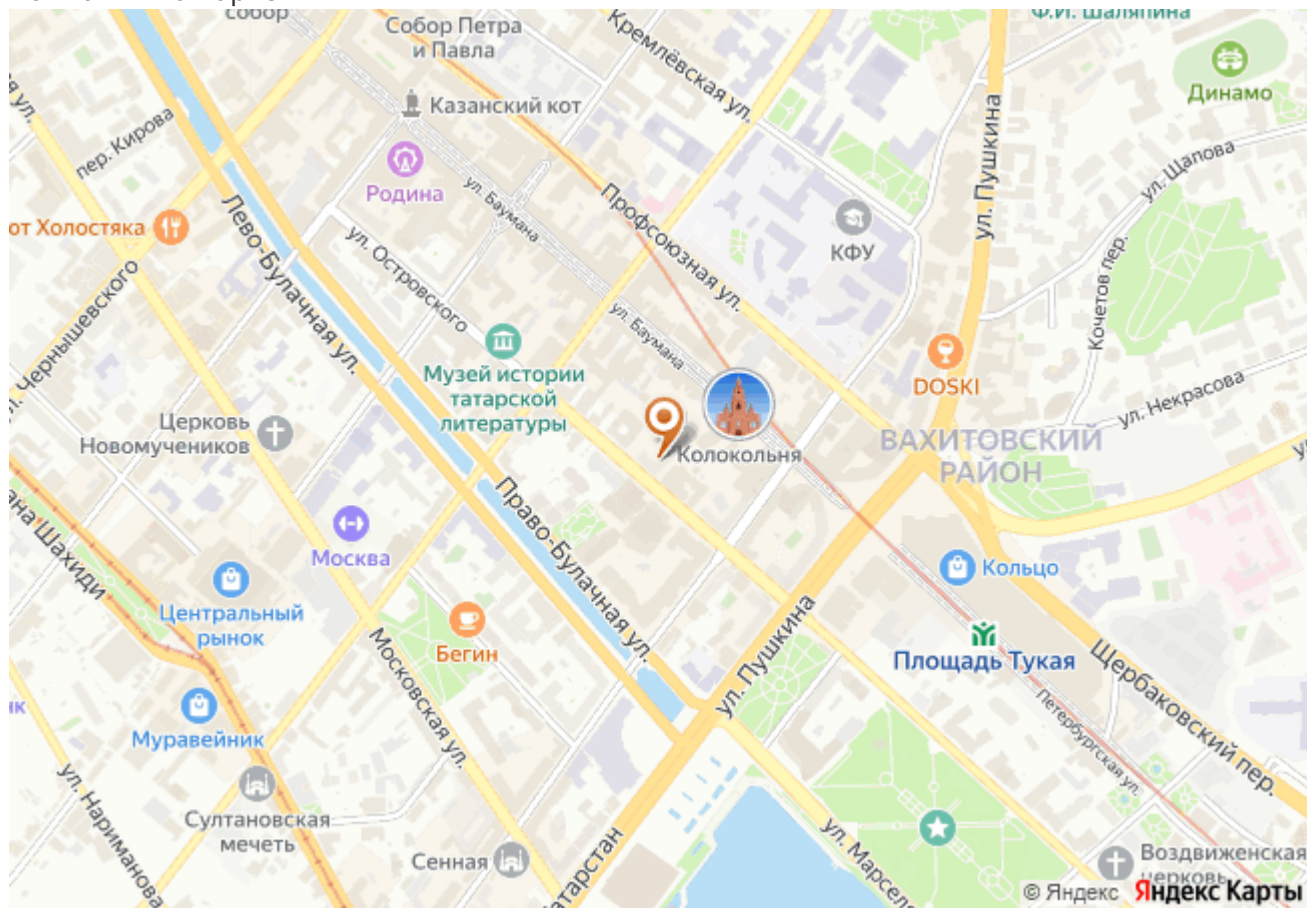 собор
Собор Петра
и Павла
Ф.И. Шаляпина
Кремлёвская ул.
Динамо
Казанский кот
пер. Кирова
Родина
ул. Баумана
ул. Пушкина
ул. Щапова
Профсоюзная ул.
КФУ
от Холостяка
Лево-Булачная ул.
ул. Островского
Кочетов пер.
ул. Чернышевского
ул. Баумана
Музей истории
татарской
литературы
DOSKI
ул. Некрасова
Церковь
Новомучеников
ВАХИТОВСКИЙ
РАЙОН
Колокольня
Право-Булачная ул.
Москва
Кольцо
Центральный
рынок
Бегин
ул. Пушкина
Площадь Тукая
Московская ул.
Щербаковский пер.
Петербургская ул.
Муравейник
ул. Нариманова
Султановская
мечеть
Сенная
Воздвиженская
церковь
© Яндекс Яндекс Карты